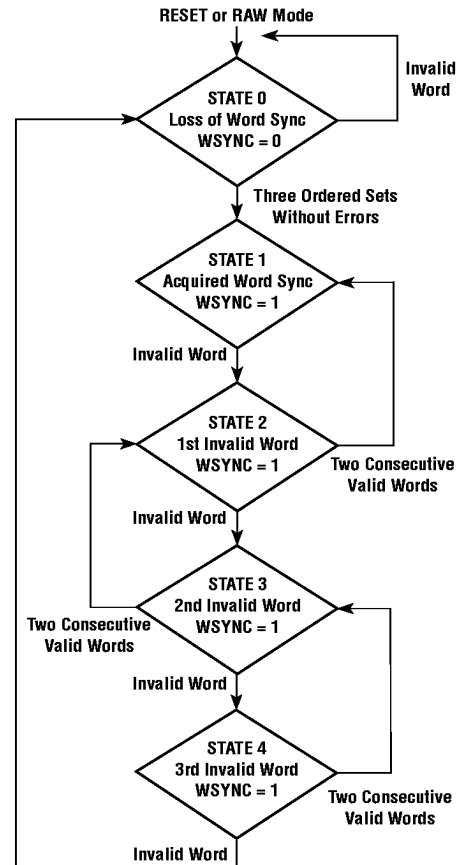 RESET or RAW Mode
Invalid
Word
STATE 0
Loss of Word Sync
WSYNC = 0
Three Ordered Sets
Without Errors
STATE 1
Acquired Word Sync
WSYNC = 1
Invalid Word
STATE 2
1st Invalid Word
WSYNC = 1
Two Consecutive
Valid Words
Invalid Word
STATE 3
2nd Invalid Word
WSYNC = 1
Two Consecutive
Valid Words
Invalid Word
STATE 4
3rd Invalid Word
WSYNC = 1
Two Consecutive
Valid Words
Invalid Word